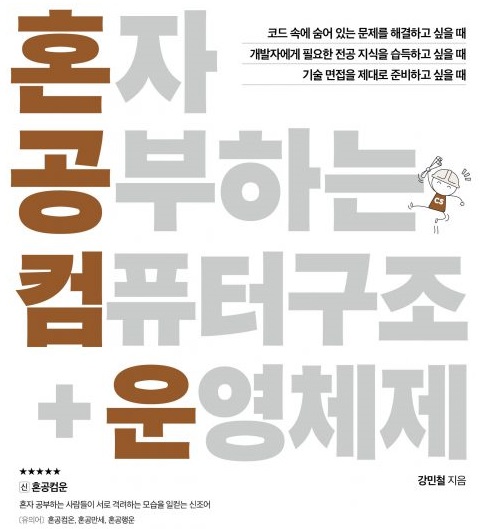 코드 속에 숨어 있는 문제를 해결하고 싶을 때
개발자에게 필요한 전공 지식을 습득하고 싶을 때
기술 면접을 제대로 준비하고 싶을 때
혼자
공부하는
CS
컴퓨터구조
+ 운영체제
★★★★★
강민철 지음
신 혼공컴운
혼자 공부하는 사람들이 서로 격려하는 모습을 일컫는 신조어
(유의어) 혼공컴온, 혼공만세, 혼공행운